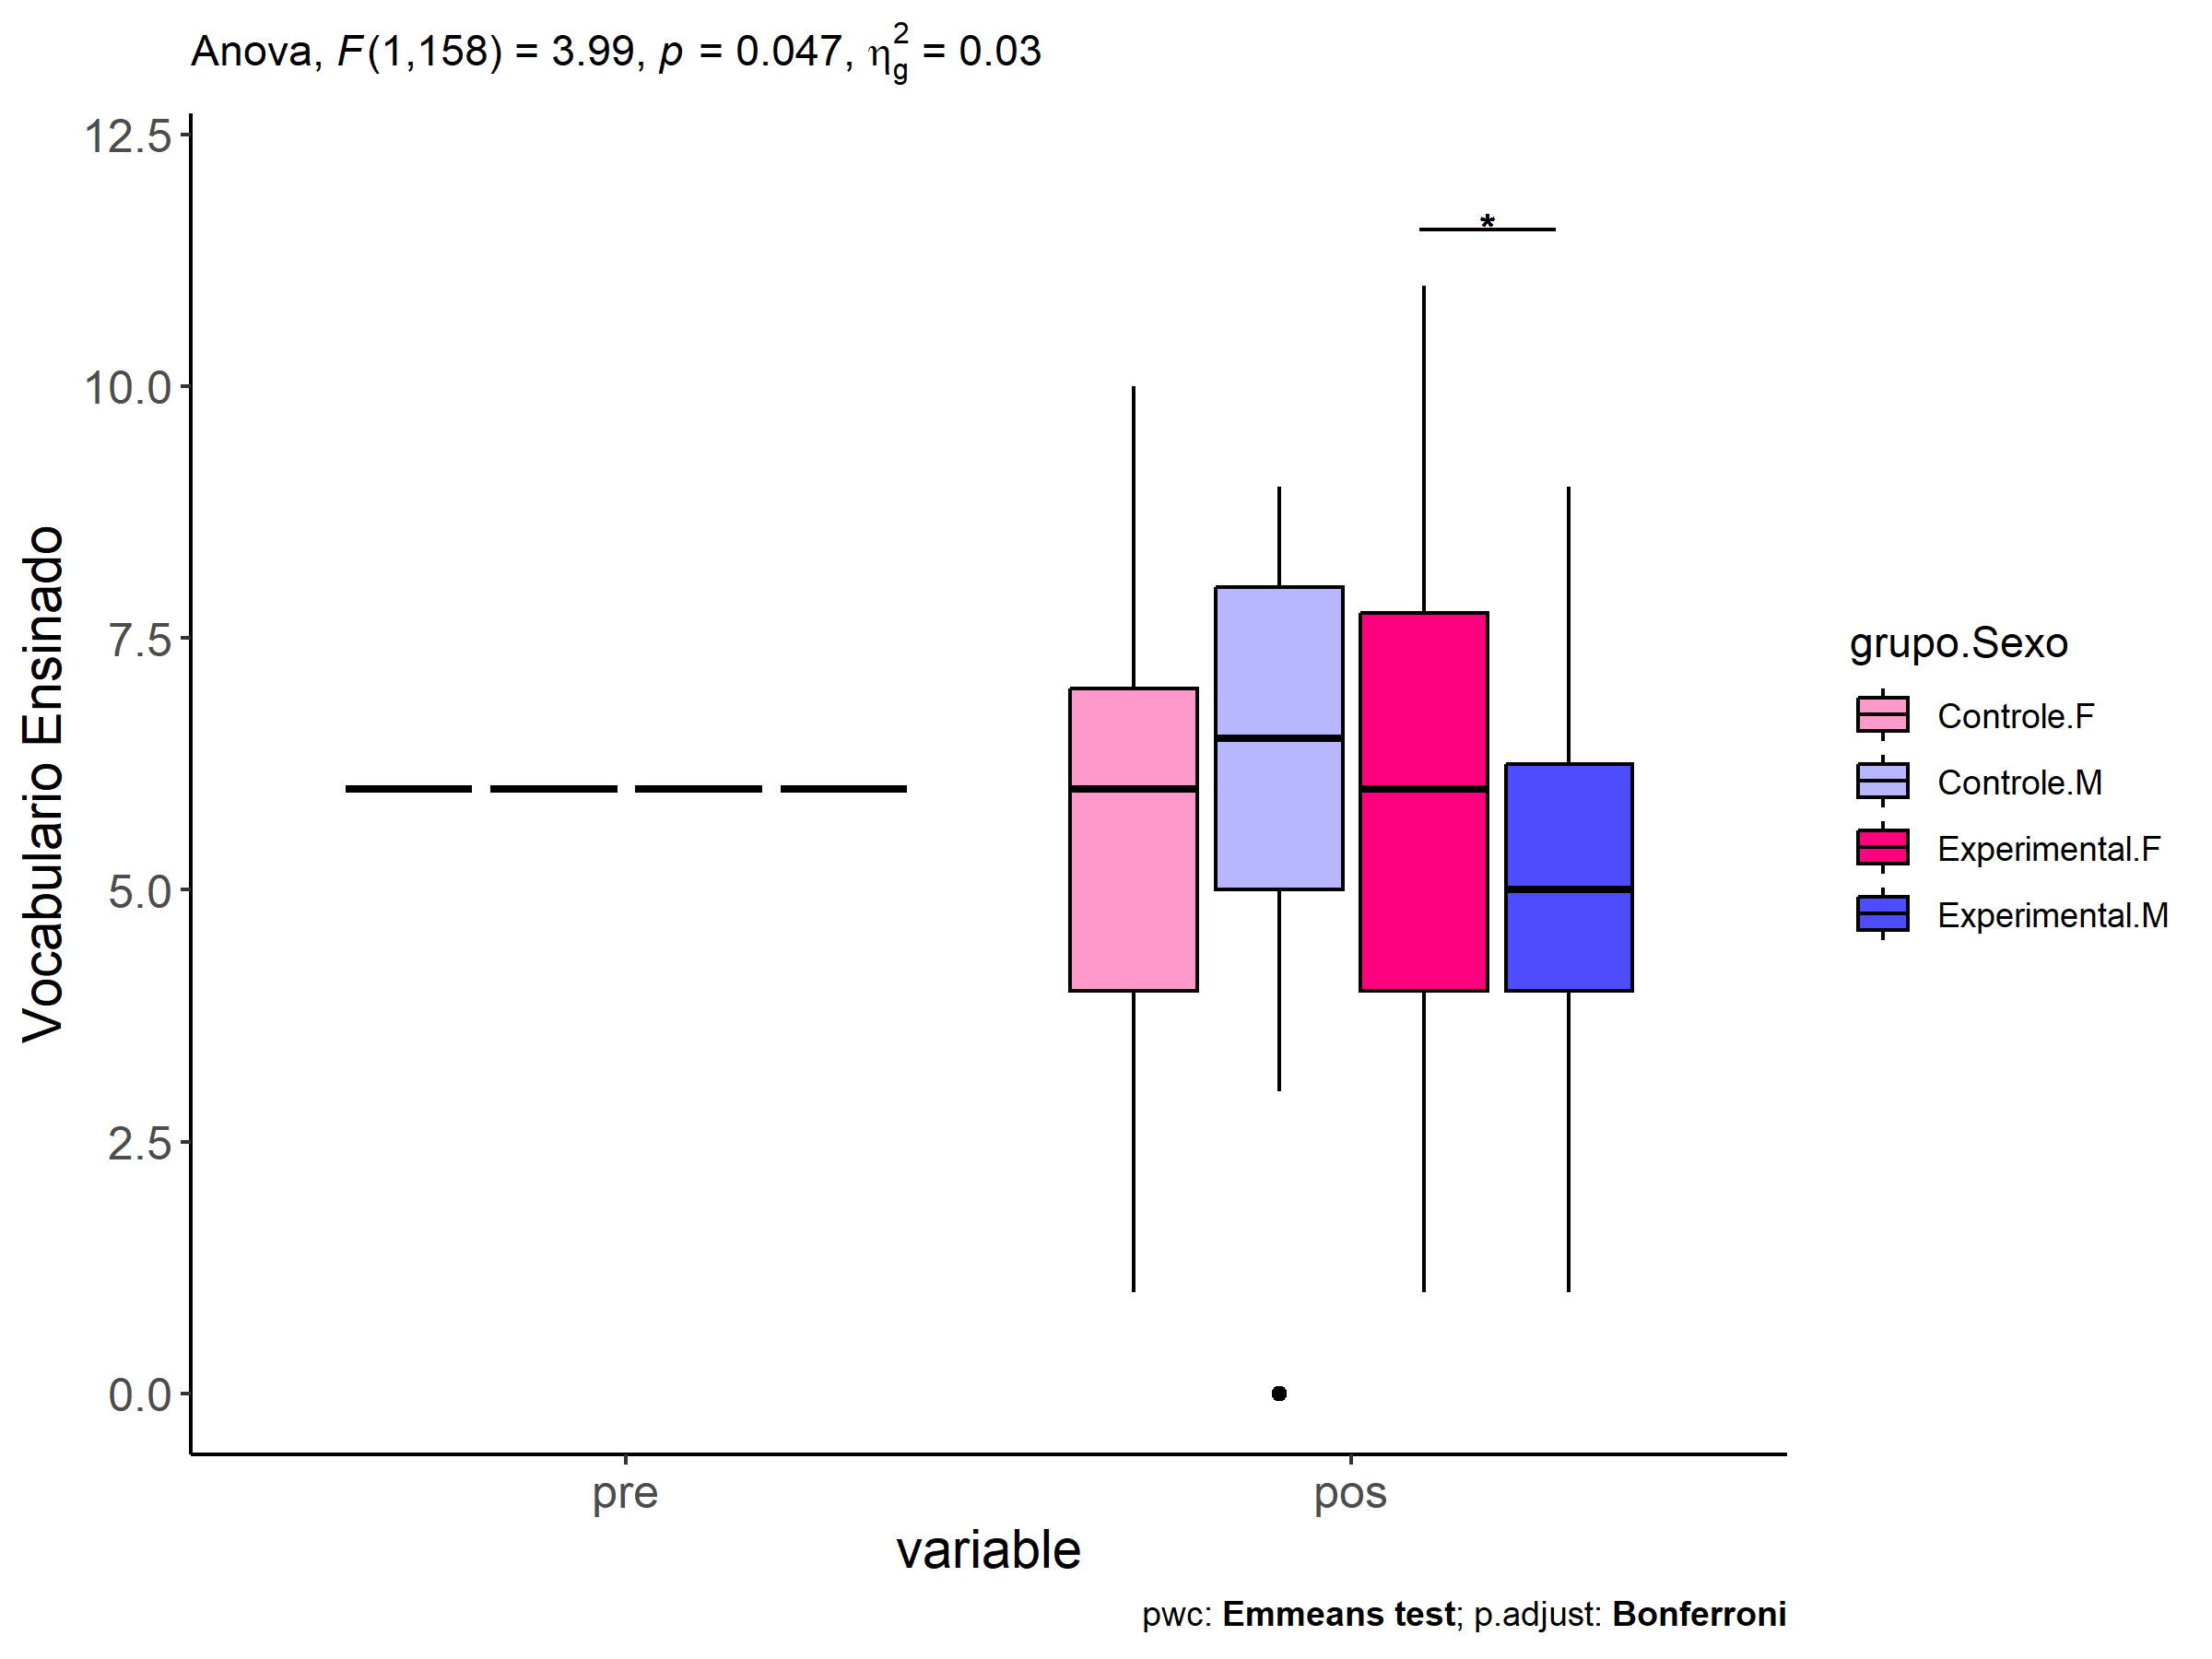 Anova, F(1,158) = 3.99, p = 0.047, η²g = 0.03
12.5
10.0
7.5
5.0
2.5
0.0
Vocabulario Ensinado
*
pre
pos
variable
grupo.Sexo
Controle.F
Controle.M
Experimental.F
Experimental.M
pwc: Emmeans test; p.adjust: Bonferroni